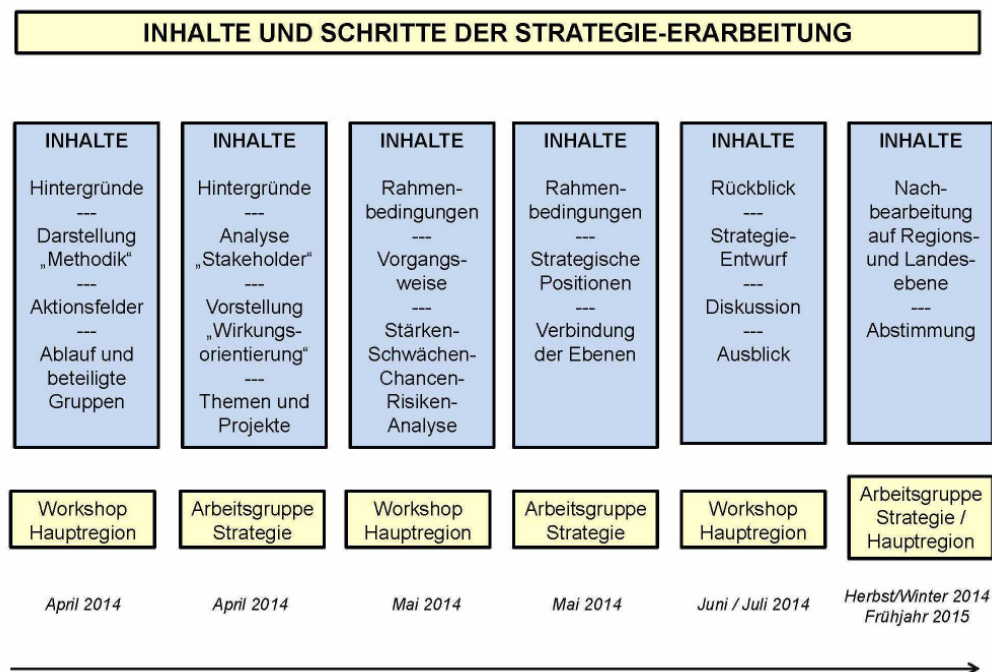 INHALTE UND SCHRITTE DER STRATEGIE-ERARBEITUNG
INHALTE
Hintergründe
---
Darstellung
„Methodik“
---
Aktionsfelder
---
Ablauf und
beteiligte
Gruppen
INHALTE
Hintergründe
---
Analyse
„Stakeholder“
---
Vorstellung
„Wirkungs-
orientierung“
---
Themen und
Projekte
INHALTE
Rahmen-
bedingungen
---
Vorgangs-
weise
---
Stärken-
Schwächen-
Chancen-
Risiken-
Analyse
INHALTE
Rahmen-
bedingungen
---
Strategische
Positionen
---
Verbindung
der Ebenen
INHALTE
Rückblick
---
Strategie-
Entwurf
---
Diskussion
---
Ausblick
INHALTE
Nach-
bearbeitung
auf Regions-
und Landes-
ebene
---
Abstimmung
Workshop
Hauptregion
Arbeitsgruppe
Strategie
Workshop
Hauptregion
Arbeitsgruppe
Strategie
Workshop
Hauptregion
Arbeitsgruppe
Strategie /
Hauptregion
April 2014
April 2014
Mai 2014
Mai 2014
Juni / Juli 2014
Herbst/Winter 2014
Frühjahr 2015